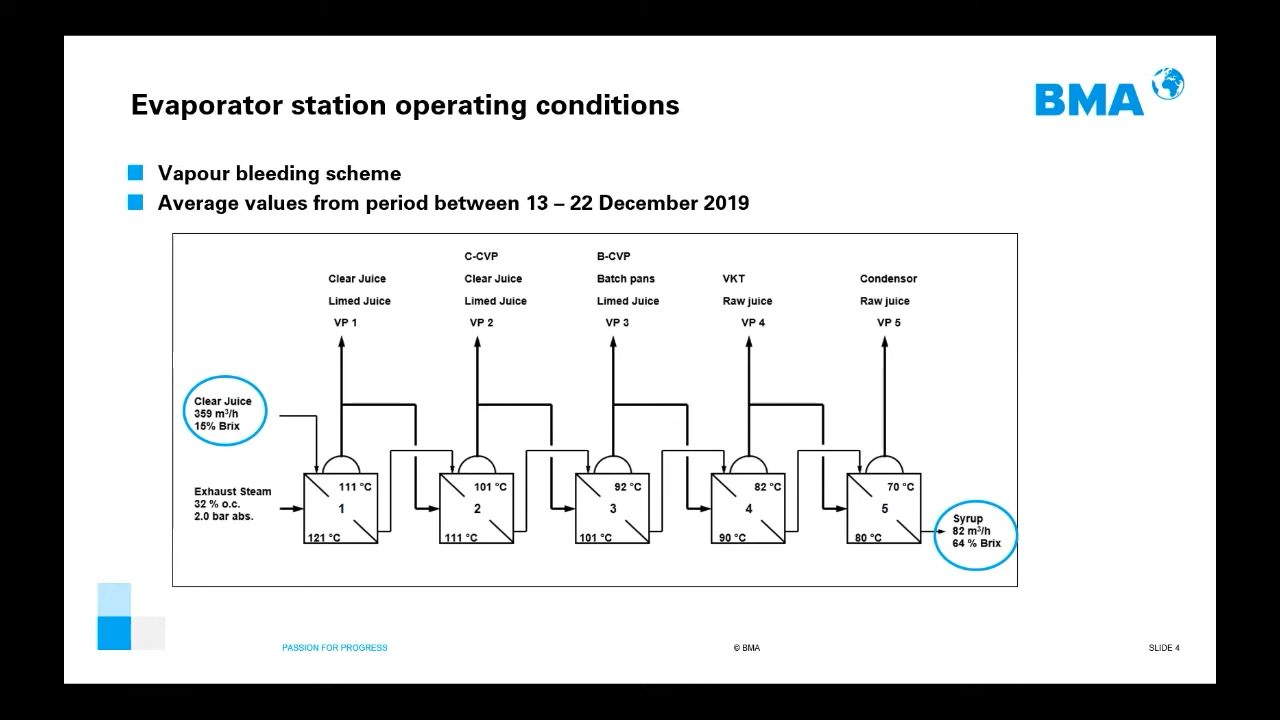 Evaporator station operating conditions
BMA
Vapour bleeding scheme
Average values from period between 13 – 22 December 2019
C-CVP
B-CVP
Clear Juice
Clear Juice
Batch pans
VKT
Condensor
Limed Juice
Limed Juice
Limed Juice
Raw juice
Raw juice
VP 1
VP 2
VP 3
VP 4
VP 5
Clear Juice
359 m³/h
15% Brix
Exhaust Steam
32 % o.c.
2.0 bar abs.
111 °C
1
121 °C
101 °C
2
111 °C
92 °C
3
101 °C
82 °C
4
90 °C
70 °C
5
80 °C
Syrup
82 m³/h
64 % Brix
PASSION FOR PROGRESS
© BMA
SLIDE 4